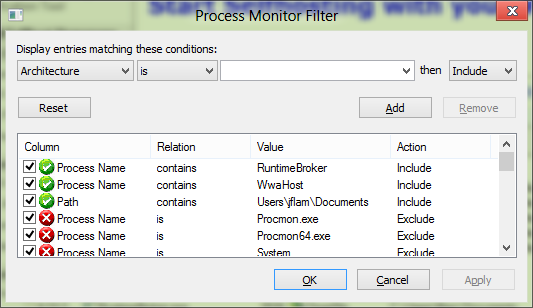 Process Monitor Filter
Display entries matching these conditions:
Architecture is then Include
Reset Add Remove
Column Relation Value Action
Process Name contains RuntimeBroker Include
Process Name contains WwaHost Include
Path contains Users\jflam\Documents Include
Process Name is Procmon.exe Exclude
Process Name is Procmon64.exe Exclude
Process Name is System Exclude
OK Cancel Apply